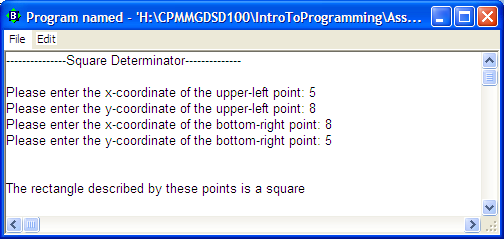 Program named - 'H:\CPMMGDSD100\IntroToProgramming\Ass...
File Edit
--------------Square Determinator--------------
Please enter the x-coordinate of the upper-left point: 5
Please enter the y-coordinate of the upper-left point: 8
Please enter the x-coordinate of the bottom-right point: 8
Please enter the y-coordinate of the bottom-right point: 5
The rectangle described by these points is a square